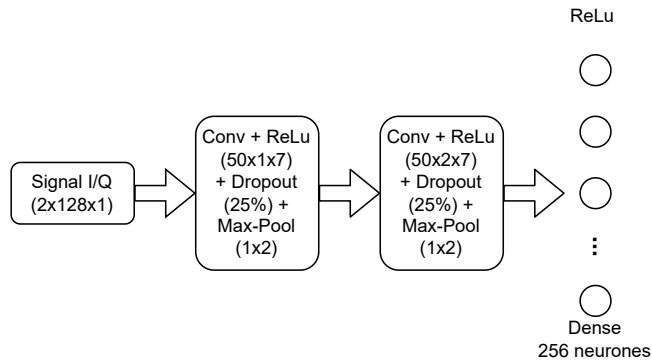 Signal I/Q
(2x128x1)
Conv + ReLu
(50x1x7)
+ Dropout
(25%) +
Max-Pool
(1x2)
Conv + ReLu
(50x2x7)
+ Dropout
(25%) +
Max-Pool
(1x2)
ReLu
...
Dense
256 neurones